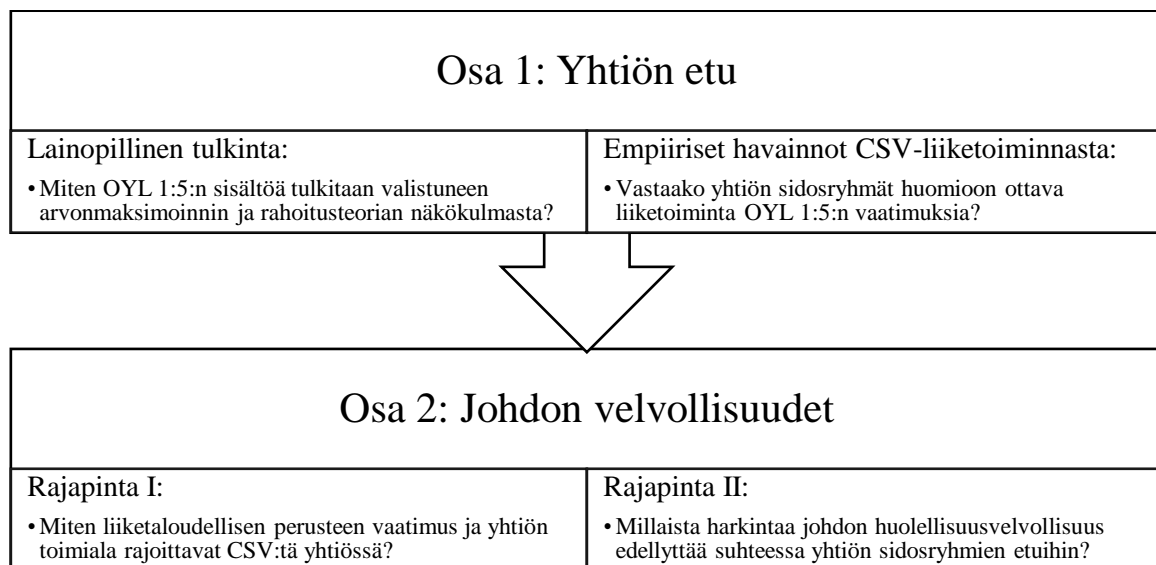 Osa 1: Yhtiön etu
Lainopillinen tulkinta:
• Miten OYL 1:5:n sisältöä tulkitaan valistuneen
arvonmaksimoinnin ja rahoitusteorian näkökulmasta?
Empiiriset havainnot CSV-liiketoiminnasta:
• Vastaako yhtiön sidosryhmät huomioon ottava
liiketoiminta OYL 1:5:n vaatimuksia?
Osa 2: Johdon velvollisuudet
Rajapinta I:
• Miten liiketaloudellisen perusteen vaatimus ja yhtiön
toimiala rajoittavat CSV:tä yhtiössä?
Rajapinta II:
• Millaista harkintaa johdon huolellisuusvelvollisuus
edellyttää suhteessa yhtiön sidosryhmien etuihin?